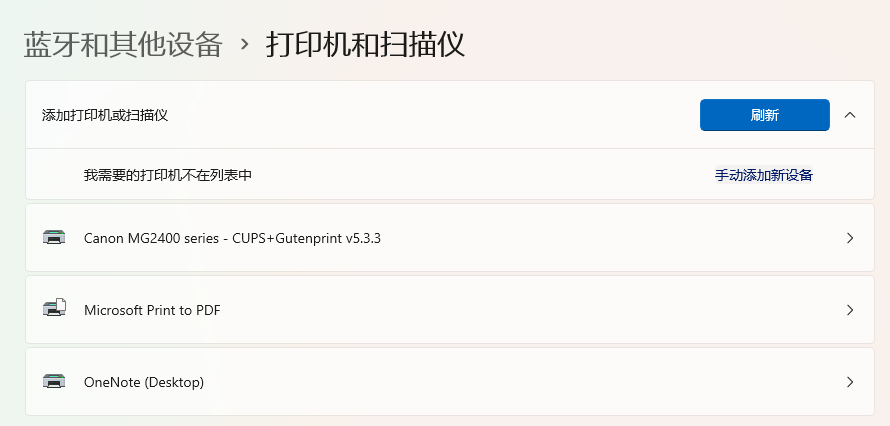 蓝牙和其他设备 › 打印机和扫描仪
添加打印机或扫描仪 刷新
我需要的打印机不在列表中 手动添加新设备
Canon MG2400 series - CUPS+Gutenprint v5.3.3
Microsoft Print to PDF
OneNote (Desktop)